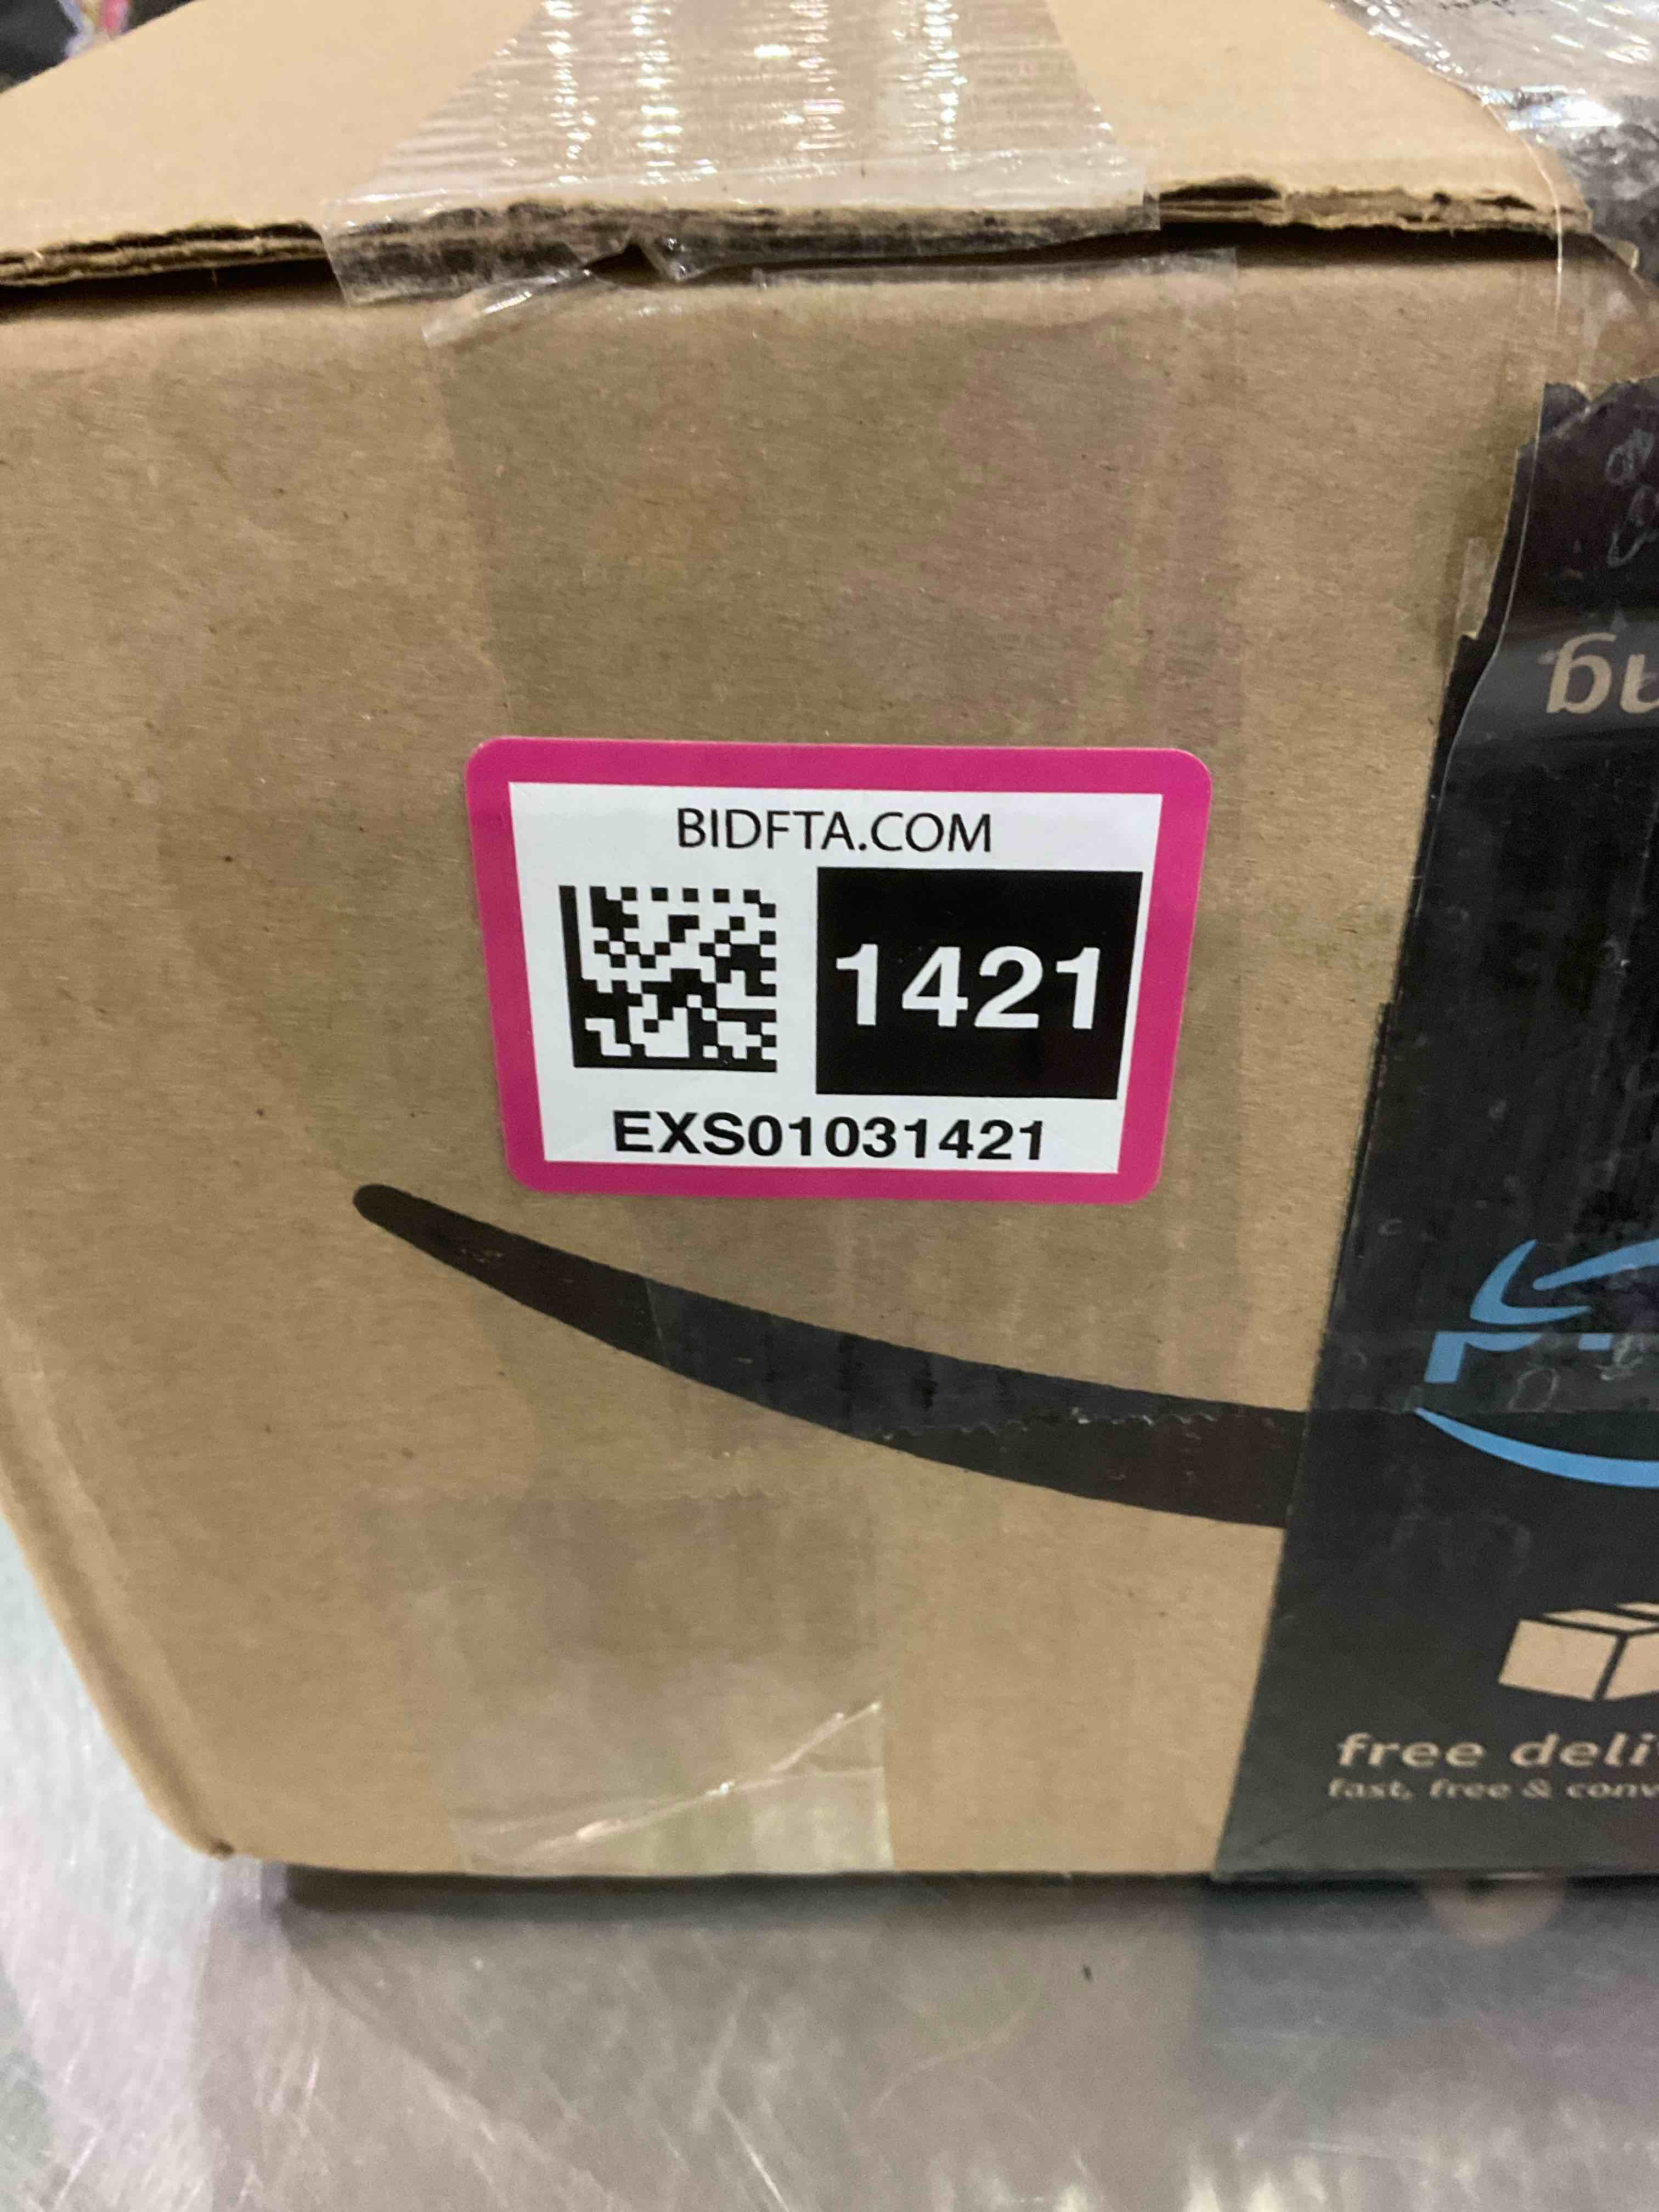 BIDFTA.COM
1421
EXS01031421
free deli
fast, free & conv